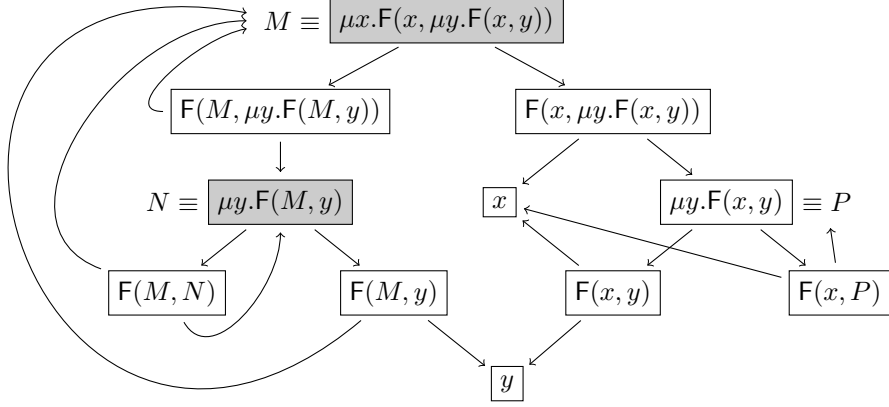 M ≡ μx.F(x, μy.F(x, y))
F(M, μy.F(M, y)) F(x, μy.F(x, y))
N ≡ μy.F(M, y) x μy.F(x, y) ≡ P
F(M, N) F(M, y) F(x, y) F(x, P)
y